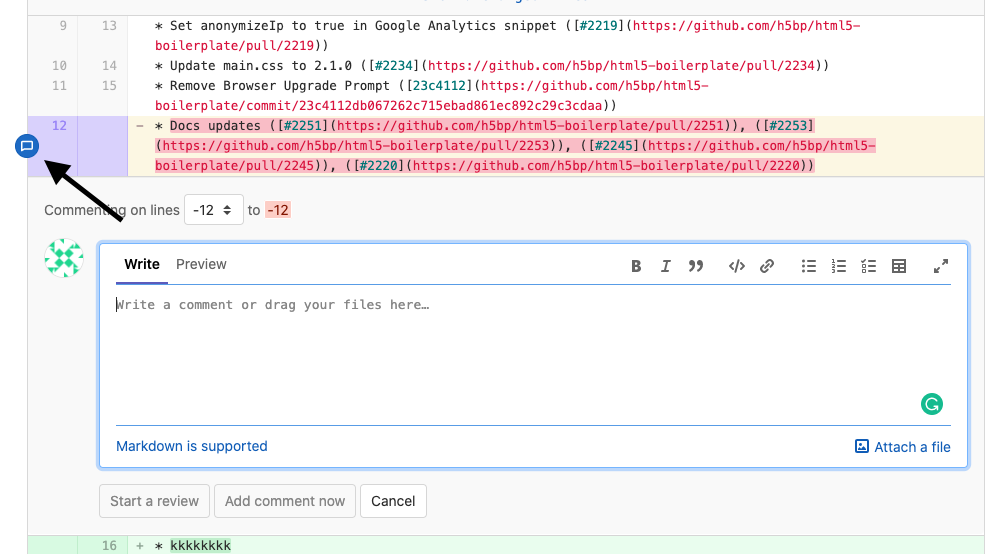 9 13 * Set anonymizeIp to true in Google Analytics snippet ([#2219](https://github.com/h5bp/html5-
boilerplate/pull/2219))
10 14 * Update main.css to 2.1.0 ([#2234](https://github.com/h5bp/html5-boilerplate/pull/2234))
11 15 * Remove Browser Upgrade Prompt ([23c4112](https://github.com/h5bp/html5-
boilerplate/commit/23c4112db067262c715ebad861ec892c29c3cdaa))
12 - * Docs updates ([#2251](https://github.com/h5bp/html5-boilerplate/pull/2251)), ([#2253]
(https://github.com/h5bp/html5-boilerplate/pull/2253)), ([#2245](https://github.com/h5bp/html5-
boilerplate/pull/2245)), ([#2220](https://github.com/h5bp/html5-boilerplate/pull/2220))
Commenting on lines -12 to -12
Write Preview
Write a comment or drag your files here…
Markdown is supported Attach a file
Start a review Add comment now Cancel
16 + * kkkkkkkk